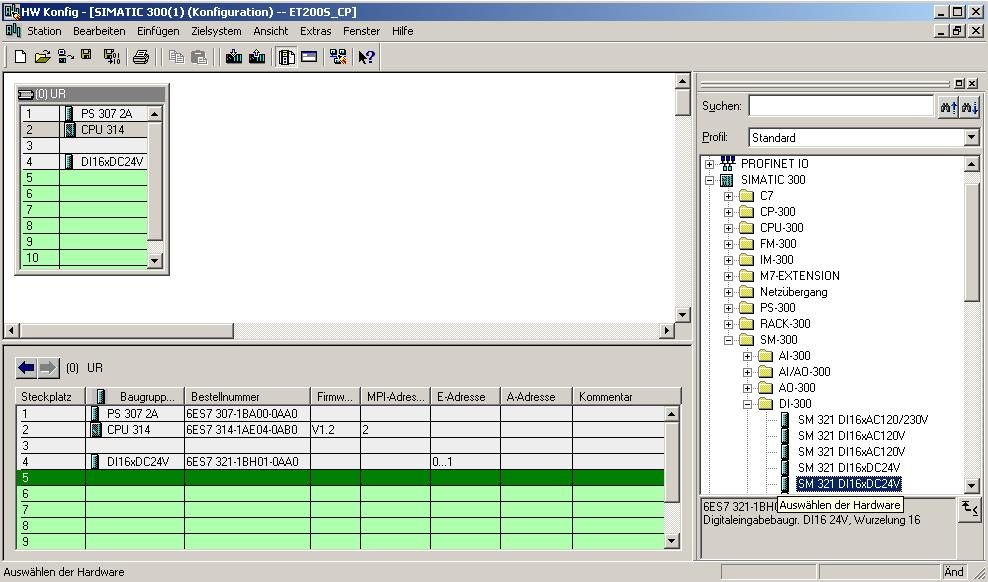 HW Konfig - [SIMATIC 300(1) (Konfiguration) -- ET200S_CP]
Station Bearbeiten Einfügen Zielsystem Ansicht Extras Fenster Hilfe
(0) UR
1 PS 307 2A
2 CPU 314
3
4 DI16xDC24V
5
6
7
8
9
10
Suchen:
Profil: Standard
PROFINET IO
SIMATIC 300
C7
CP-300
CPU-300
FM-300
IM-300
M7-EXTENSION
Netzübergang
PS-300
RACK-300
SM-300
AI-300
AI/AO-300
AO-300
DI-300
SM 321 DI16xAC120/230V
SM 321 DI16xAC120V
SM 321 DI16xAC120V
SM 321 DI16xDC24V
SM 321 DI16xDC24V
(0) UR
Steckplatz Baugrupp... Bestellnummer Firmw... MPI-Adres... E-Adresse A-Adresse Kommentar
1 PS 307 2A 6ES7 307-1BA00-0AA0
2 CPU 314 6ES7 314-1AE04-0AB0 V1.2 2
3
4 DI16xDC24V 6ES7 321-1BH01-0AA0 0...1
5
6
7
8
9
6ES7 321-1BH
Auswählen der Hardware
Digitaleingabebaugr. DI16 24V, Wurzelung 16
Auswählen der Hardware
Änd